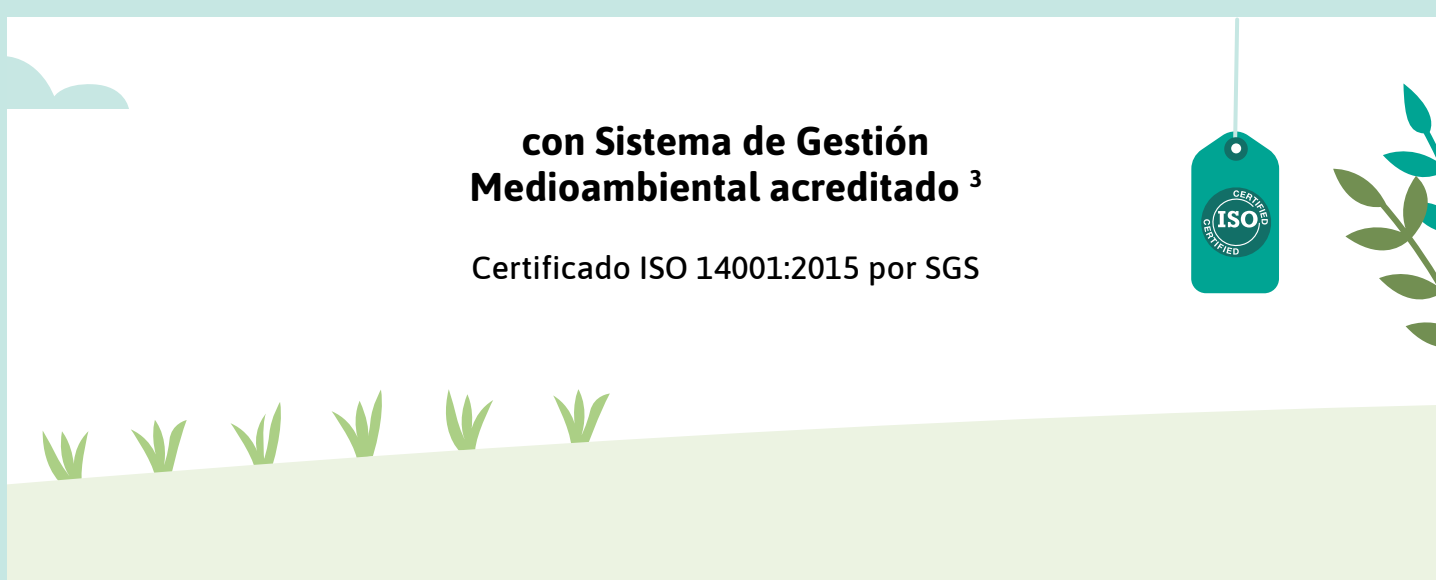 con Sistema de Gestión
Medioambiental acreditado ³
Certificado ISO 14001:2015 por SGS
CERTIFIED
ISO
CERTIFIED